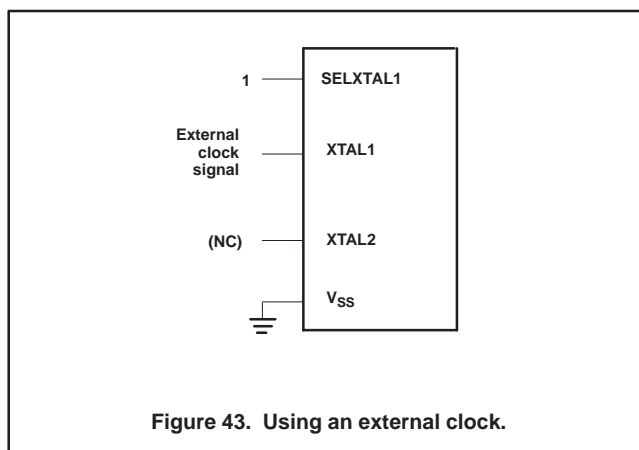 1 SELXTAL1
External
clock
signal
XTAL1
(NC) XTAL2
VSS
Figure 43. Using an external clock.